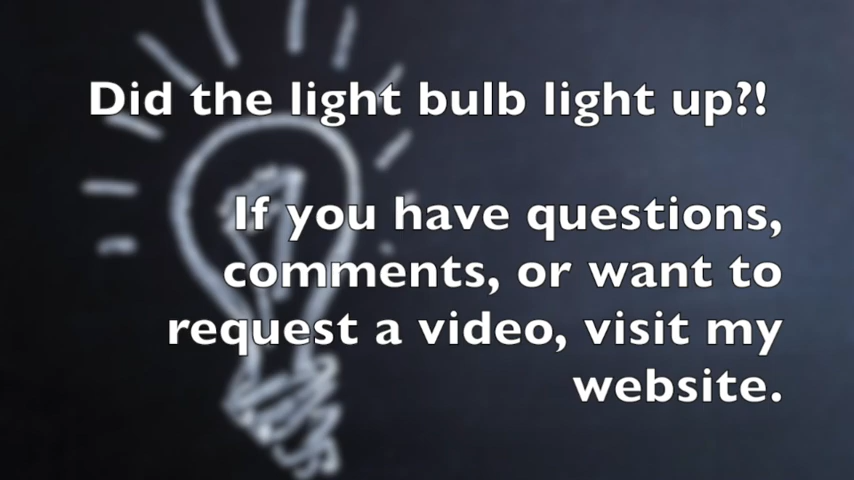 Did the light bulb light up?!
If you have questions,
comments, or want to
request a video, visit my
website.